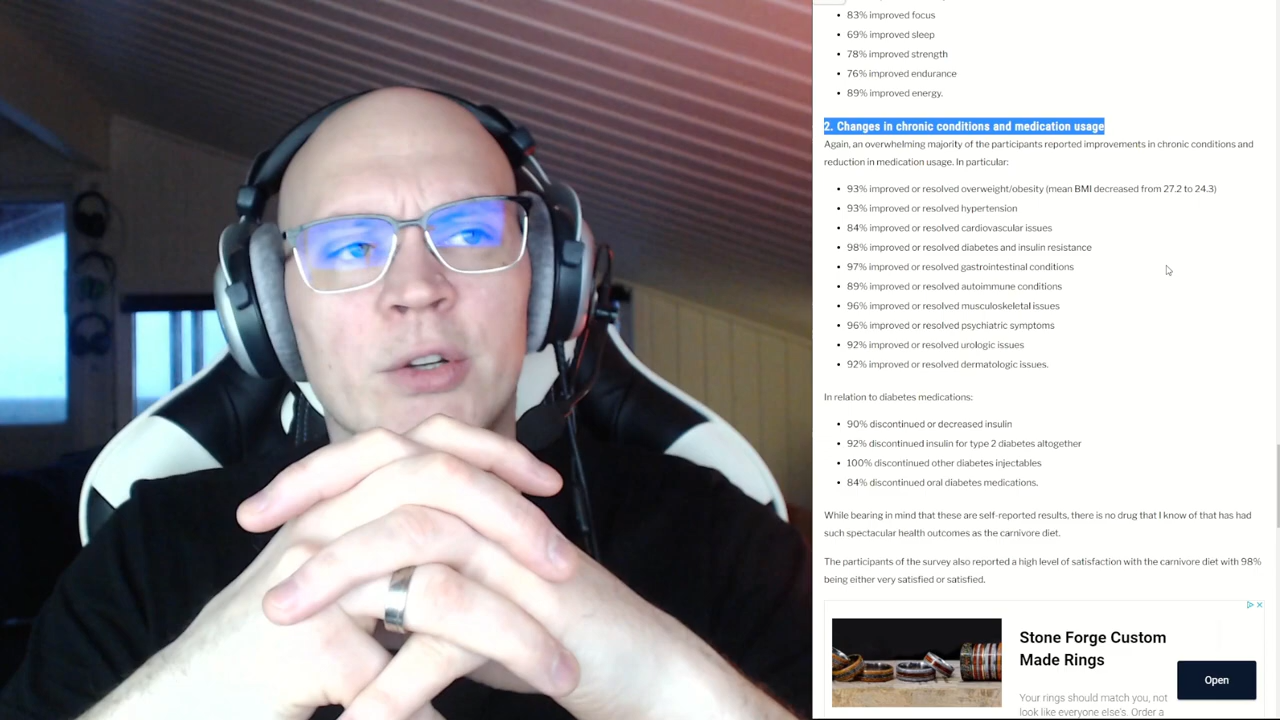 83% improved focus
69% improved sleep
78% improved strength
76% improved endurance
89% improved energy.
2. Changes in chronic conditions and medication usage
Again, an overwhelming majority of the participants reported improvements in chronic conditions and
reduction in medication usage. In particular:
93% improved or resolved overweight/obesity (mean BMI decreased from 27.2 to 24.3)
93% improved or resolved hypertension
84% improved or resolved cardiovascular issues
98% improved or resolved diabetes and insulin resistance
97% improved or resolved gastrointestinal conditions
89% improved or resolved autoimmune conditions
96% improved or resolved musculoskeletal issues
96% improved or resolved psychiatric symptoms
92% improved or resolved urologic issues
92% improved or resolved dermatologic issues.
In relation to diabetes medications:
90% discontinued or decreased insulin
92% discontinued insulin for type 2 diabetes altogether
100% discontinued other diabetes injectables
84% discontinued oral diabetes medications.
While bearing in mind that these are self-reported results, there is no drug that I know of that has had
such spectacular health outcomes as the carnivore diet.
The participants of the survey also reported a high level of satisfaction with the carnivore diet with 98%
being either very satisfied or satisfied.
Stone Forge Custom
Made Rings
Open
Your rings should match you, not
look like everyone else's. Order a